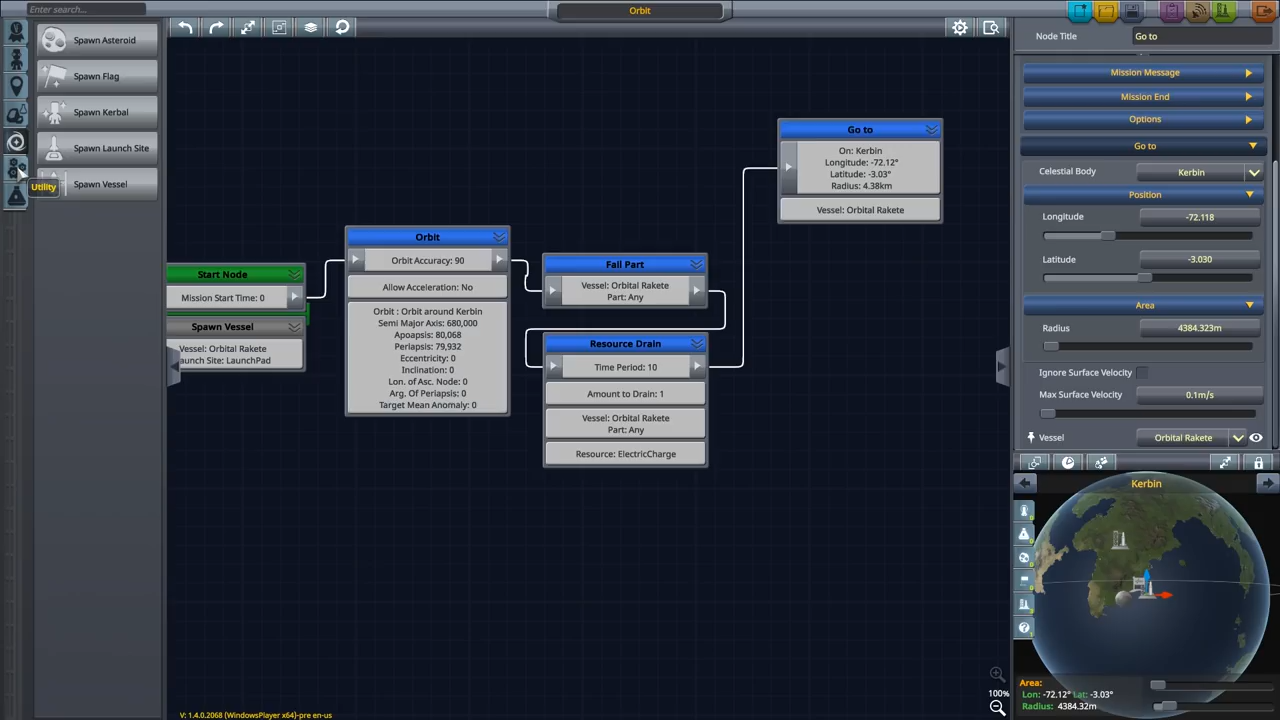 Enter search...
Orbit
Spawn Asteroid
Spawn Flag
Spawn Kerbal
Spawn Launch Site
Spawn Vessel
Utility
Start Node
Mission Start Time: 0
Spawn Vessel
Vessel: Orbital Rakete
aunch Site: LaunchPad
Orbit
Orbit Accuracy: 90
Allow Acceleration: No
Orbit : Orbit around Kerbin
Semi Major Axis: 680,000
Apoapsis: 80,068
Periapsis: 79,932
Eccentricity: 0
Inclination: 0
Lon. of Asc. Node: 0
Arg. Of Periapsis: 0
Target Mean Anomaly: 0
Fail Part
Vessel: Orbital Rakete
Part: Any
Resource Drain
Time Period: 10
Amount to Drain: 1
Vessel: Orbital Rakete
Part: Any
Resource: ElectricCharge
Go to
On: Kerbin
Longitude: -72.12°
Latitude: -3.03°
Radius: 4.38km
Vessel: Orbital Rakete
100%
V: 1.4.0.2068 (WindowsPlayer x64)-pre en-us
Node Title
Go to
Mission Message
Mission End
Options
Go to
Celestial Body
Kerbin
Position
Longitude
-72.118
Latitude
-3.030
Area
Radius
4384.323m
Ignore Surface Velocity
Max Surface Velocity
0.1m/s
Vessel
Orbital Rakete
Kerbin
Area:
Lon: -72.12° Lat: -3.03°
Radius: 4384.32m